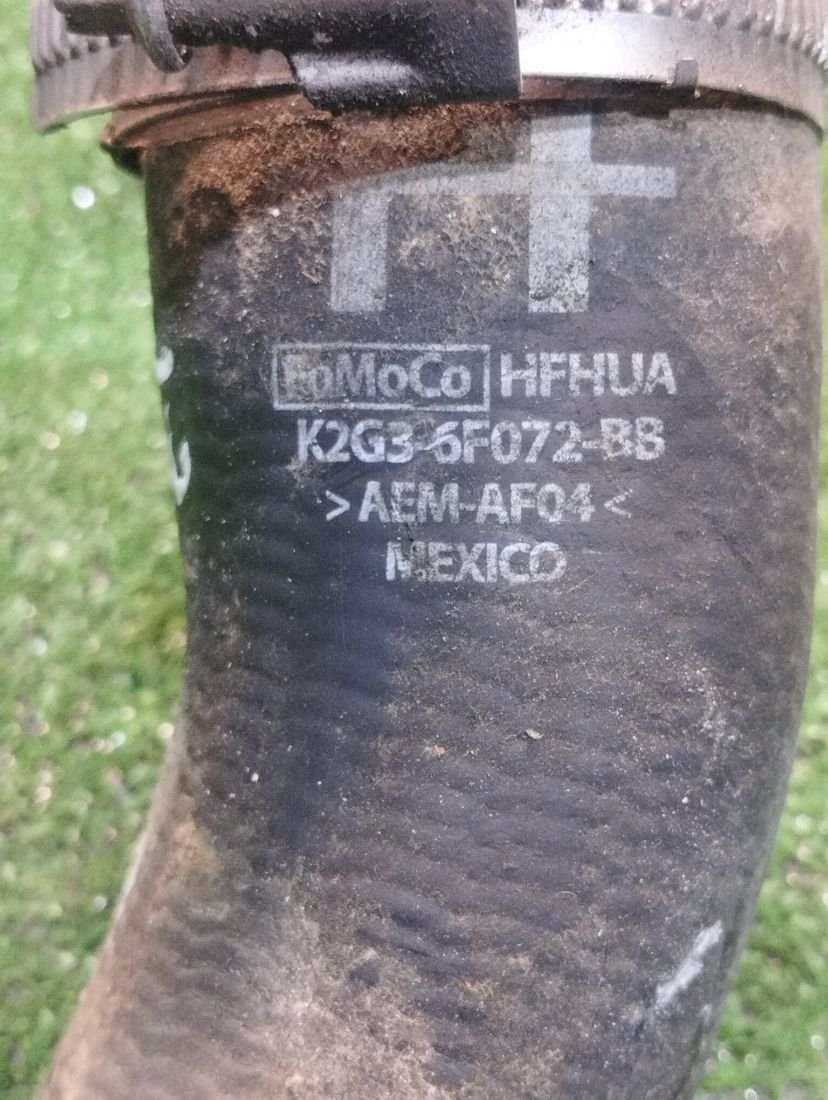 FoMoCo HFHUA
K2G3-6F072-BB
>AEM-AF04<
MEXICO